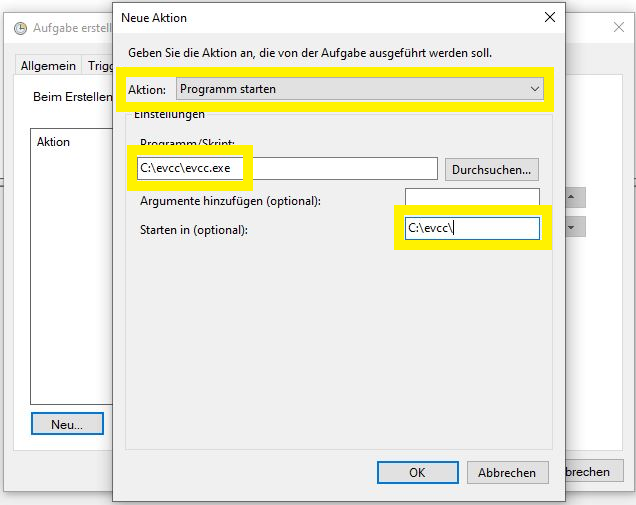 Aufgabe erstell
Neue Aktion
Geben Sie die Aktion an, die von der Aufgabe ausgeführt werden soll.
Allgemein
Trigg
Aktion:
Programm starten
Beim Erstellen
Einstellungen
Aktion
Programm/Skript:
C:\evcc\evcc.exe
Durchsuchen...
Argumente hinzufügen (optional):
Starten in (optional):
C:\evcc\
Neu...
OK
Abbrechen
brechen